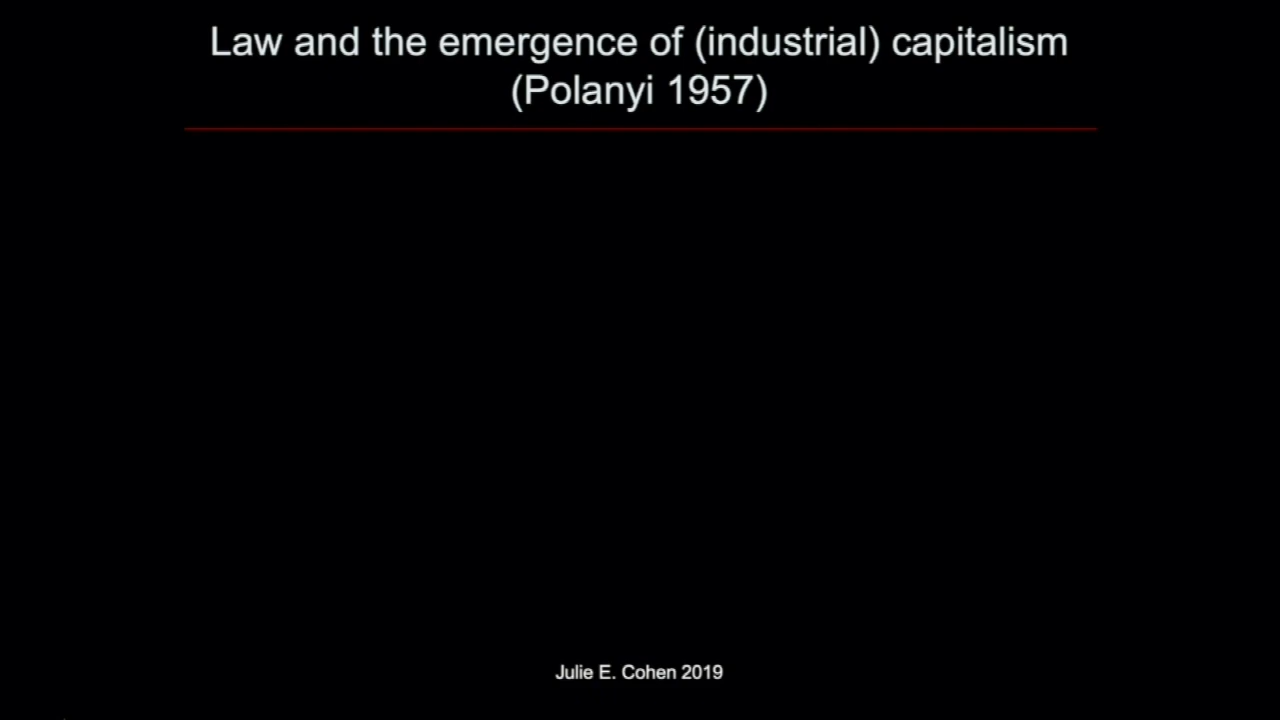 Law and the emergence of (industrial) capitalism
(Polanyi 1957)
Julie E. Cohen 2019